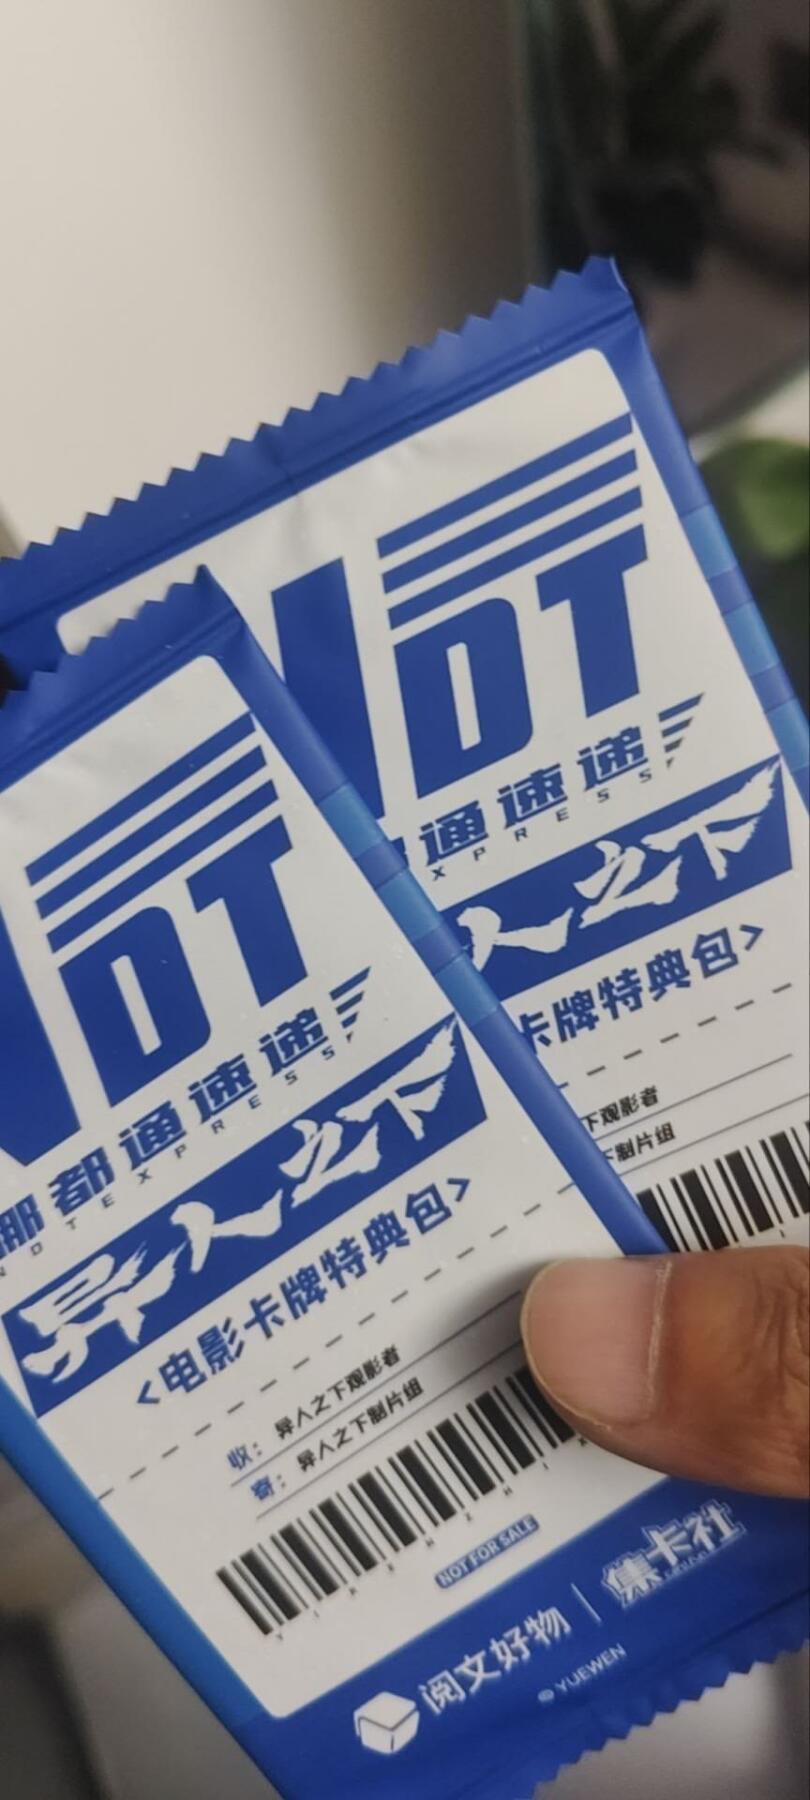 NDT
哪都通速递
NDTEXPRESS
异人之下
<电影卡牌特典包>
收：异人之下观影者
寄：异人之下制片组
NOT FOR SALE
阅文好物 | 集卡社
© YUEWEN
NDT
通速递
XPRESS
人之下
卡牌特典包>
下观影者
下制片组